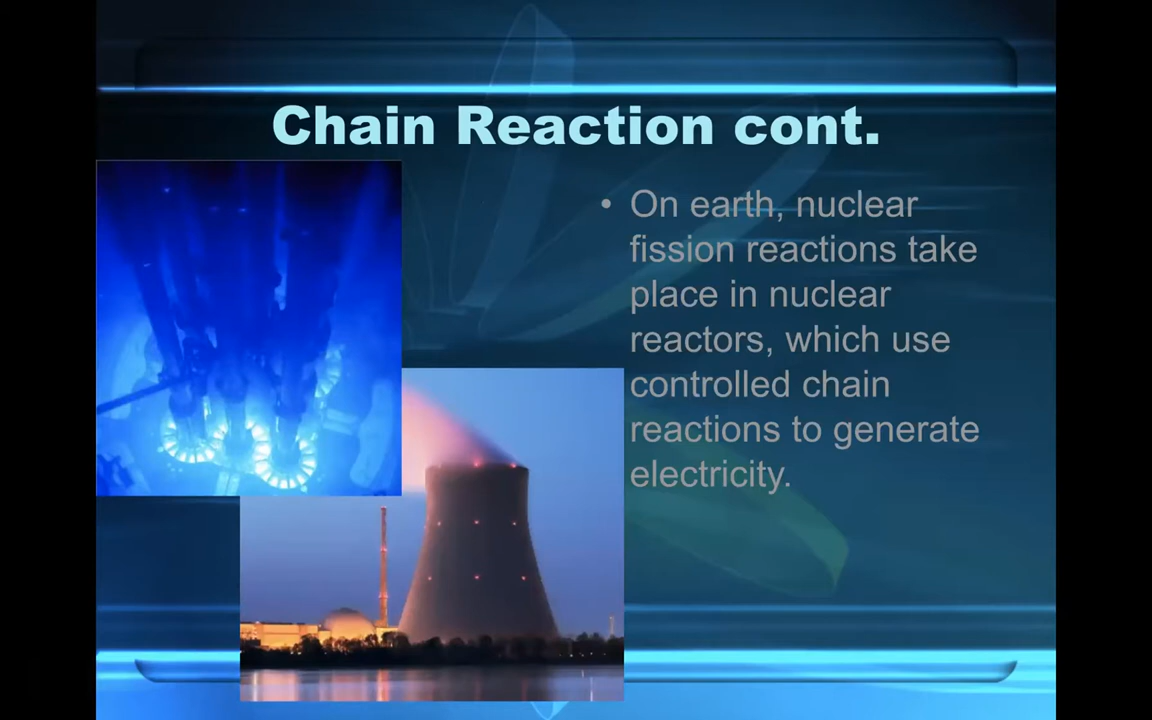 Chain Reaction cont.
• On earth, nuclear
fission reactions take
place in nuclear
reactors, which use
controlled chain
reactions to generate
electricity.